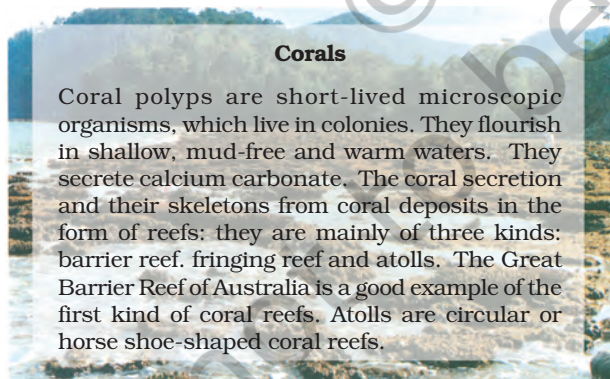 Corals
Coral polyps are short-lived microscopic
organisms, which live in colonies. They flourish
in shallow, mud-free and warm waters. They
secrete calcium carbonate. The coral secretion
and their skeletons from coral deposits in the
form of reefs: they are mainly of three kinds:
barrier reef. fringing reef and atolls. The Great
Barrier Reef of Australia is a good example of the
first kind of coral reefs. Atolls are circular or
horse shoe-shaped coral reefs.